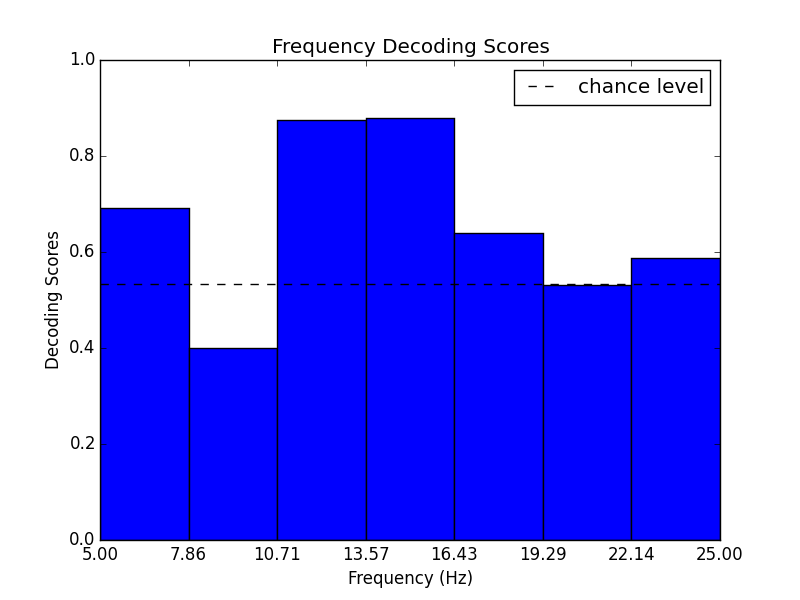 Frequency Decoding Scores
chance level
1.0
0.8
0.6
0.4
0.2
0.0
Decoding Scores
5.00 7.86 10.71 13.57 16.43 19.29 22.14 25.00
Frequency (Hz)